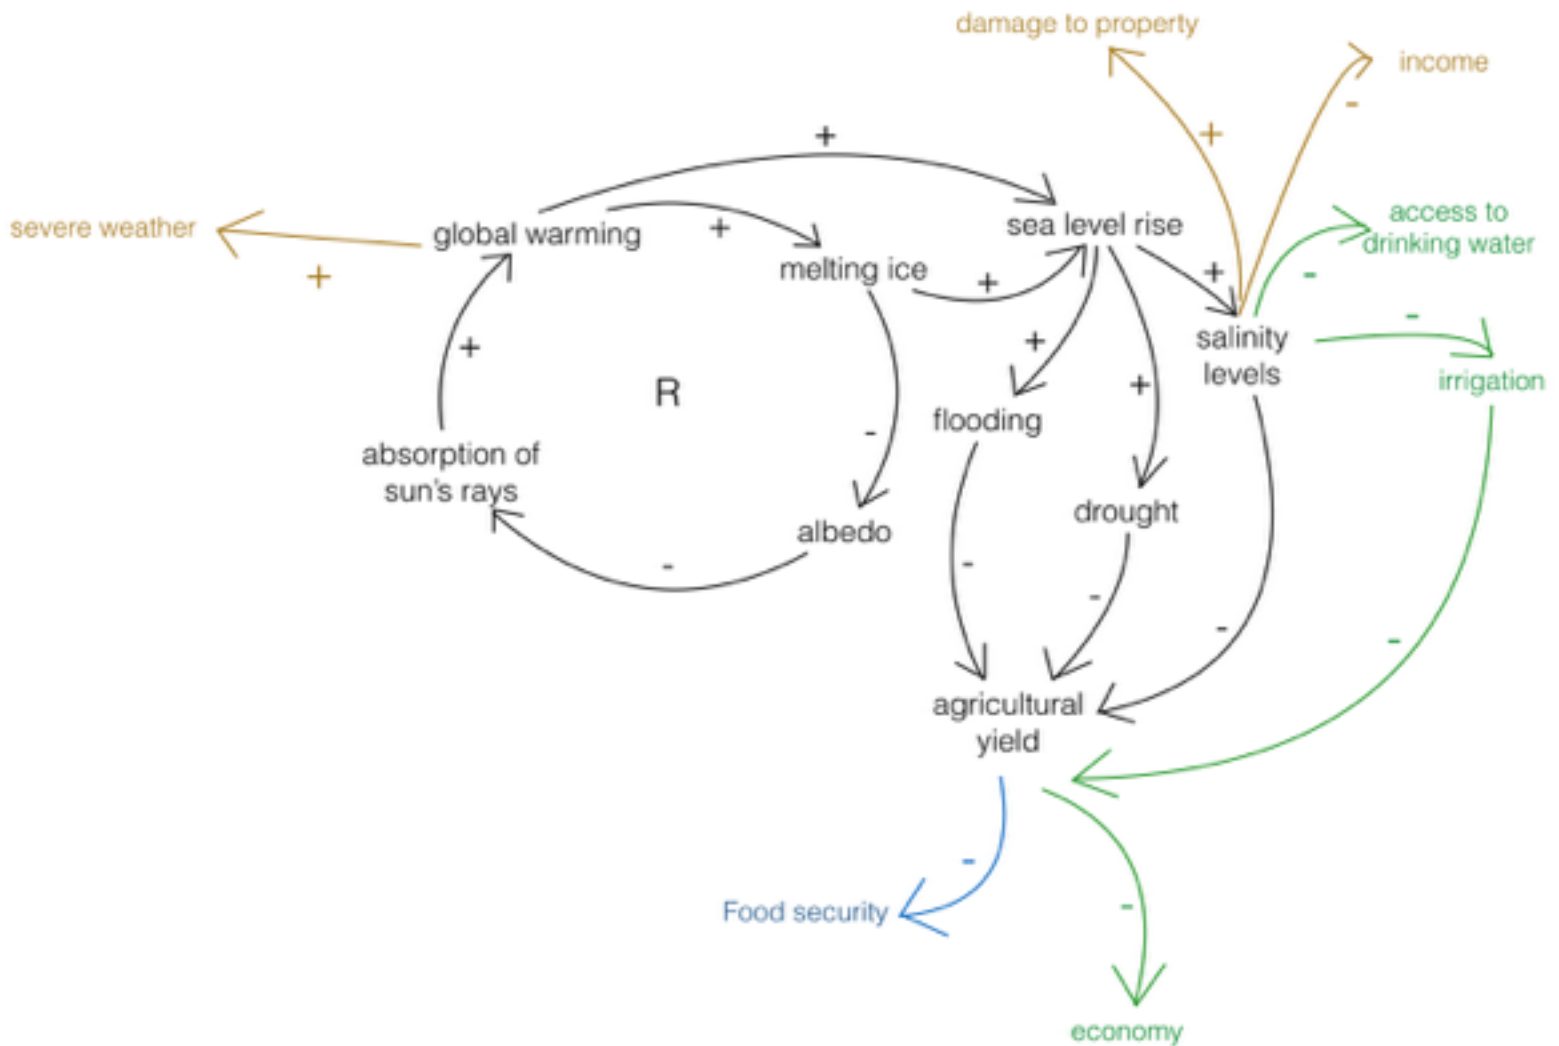 damage to property
income
+
-
+
severe weather
+
global warming
+
+
melting ice
+
sea level rise
+
access to
drinking water
-
salinity
levels
-
irrigation
+
R
+
flooding
+
drought
absorption of
sun's rays
-
albedo
-
-
-
-
-
agricultural
yield
-
Food security
-
economy